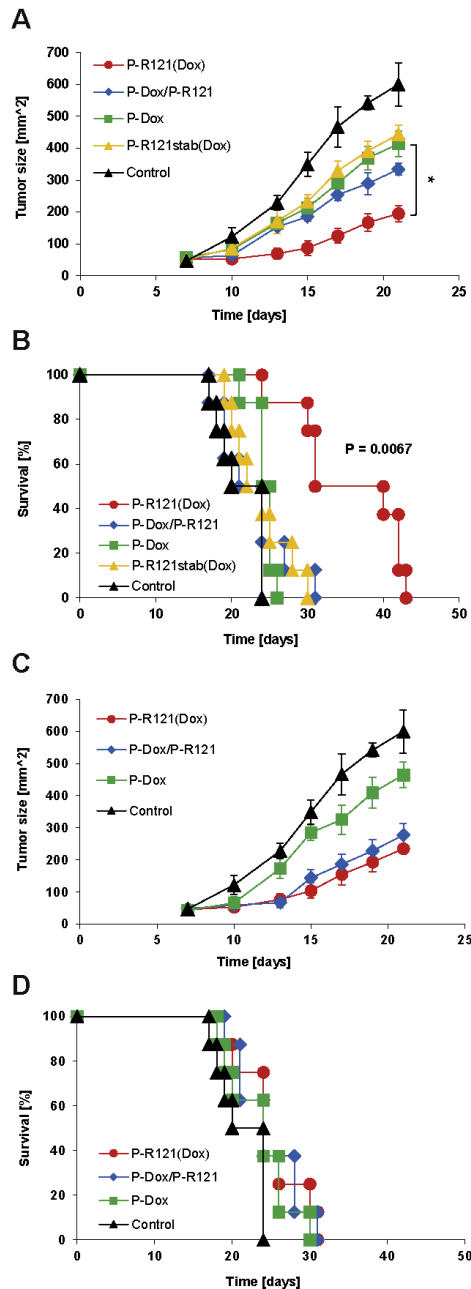 A
P-R121(Dox)
P-Dox/P-R121
P-Dox
P-R121stab(Dox)
Control
Tumor size [mm^2]
700
600
500
400
300
200
100
0
0 5 10 15 20 25
Time [days]
*
B
Survival [%]
100
80
60
40
20
0
0 10 20 30 40 50
Time [days]
P = 0.0067
P-R121(Dox)
P-Dox/P-R121
P-Dox
P-R121stab(Dox)
Control
C
Tumor size [mm^2]
700
600
500
400
300
200
100
0
0 5 10 15 20 25
Time [days]
P-R121(Dox)
P-Dox/P-R121
P-Dox
Control
D
Survival [%]
100
80
60
40
20
0
0 10 20 30 40 50
Time [days]
P-R121(Dox)
P-Dox/P-R121
P-Dox
Control